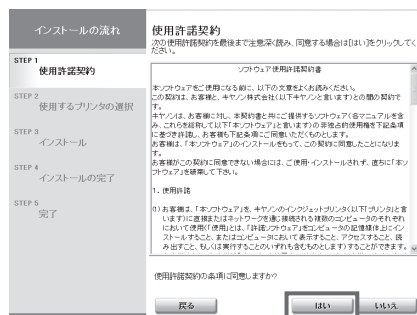 インストールの流れ
STEP 1
使用許諾契約
STEP 2
使用するプリンタの選択
STEP 3
インストール
STEP 4
インストールの完了
STEP 5
完了
使用許諾契約
次の使用許諾契約を最後まで注意深く読み、同意する場合は[はい]をクリックしてください。
ソフトウェア使用許諾契約書
本ソフトウェアをご使用になる前に、以下の文章をよくお読みください。
この契約は、お客様と、キヤノン株式会社(以下キヤノンと言います)との間の契約です。
キヤノンは、お客様に対し、本契約書と共にご提供するソフトウェア(各マニュアルを含み、これらを総称して以下「本ソフトウェア」と言います)の非独占的使用権を下記条項に基づき許諾し、お客様も下記条項にご同意いただくものとします。
お客様は、「本ソフトウェア」のインストールをもって、この契約に同意したことになります。
お客様がこの契約に同意できない場合には、ご使用・インストールされず、直ちに「本ソフトウェア」を破棄して下さい。
1. 使用許諾
(1) お客様は、「本ソフトウェア」を、キヤノンのインクジェットプリンタ(以下「プリンタ」と言います)に直接またはネットワークを通じ接続される複数のコンピュータのそれぞれにおいて使用(「使用」とは、「許諾ソフトウェア」をコンピュータの記憶媒体上にインストールすること、またはコンピュータにおいて表示すること、アクセスすること、読み出すこと、もしくは実行することのいずれも含むものとします)することができます。
使用許諾契約の条項に同意しますか?
戻る
はい
いいえ